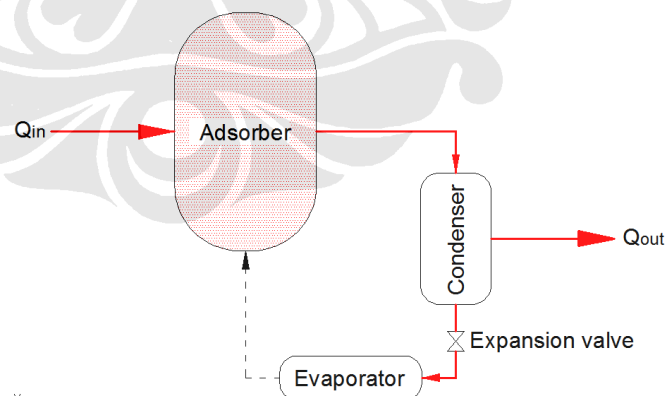 Qin
Adsorber
Condenser
Qout
Expansion valve
Evaporator